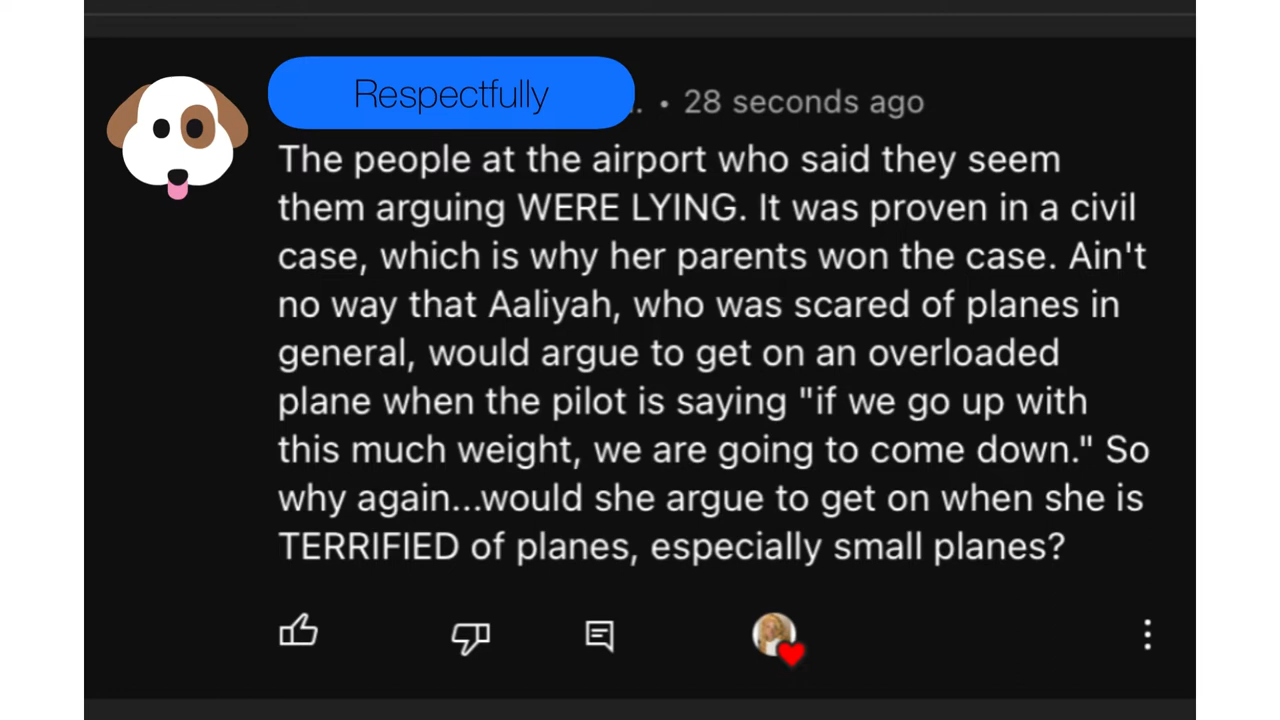 Respectfully
. • 28 seconds ago
The people at the airport who said they seem
them arguing WERE LYING. It was proven in a civil
case, which is why her parents won the case. Ain't
no way that Aaliyah, who was scared of planes in
general, would argue to get on an overloaded
plane when the pilot is saying "if we go up with
this much weight, we are going to come down." So
why again...would she argue to get on when she is
TERRIFIED of planes, especially small planes?